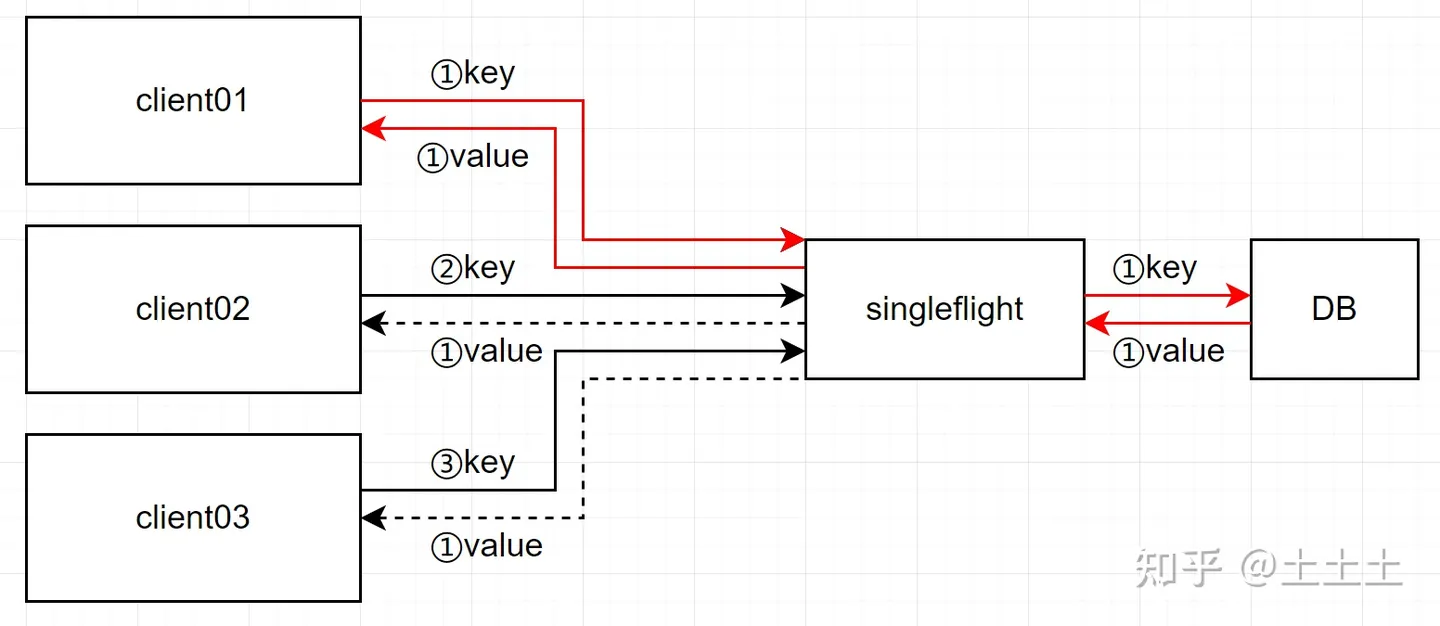 client01
①key
①value
client02
②key
①value
client03
③key
①value
singleflight
①key
①value
DB
知乎 @土土土